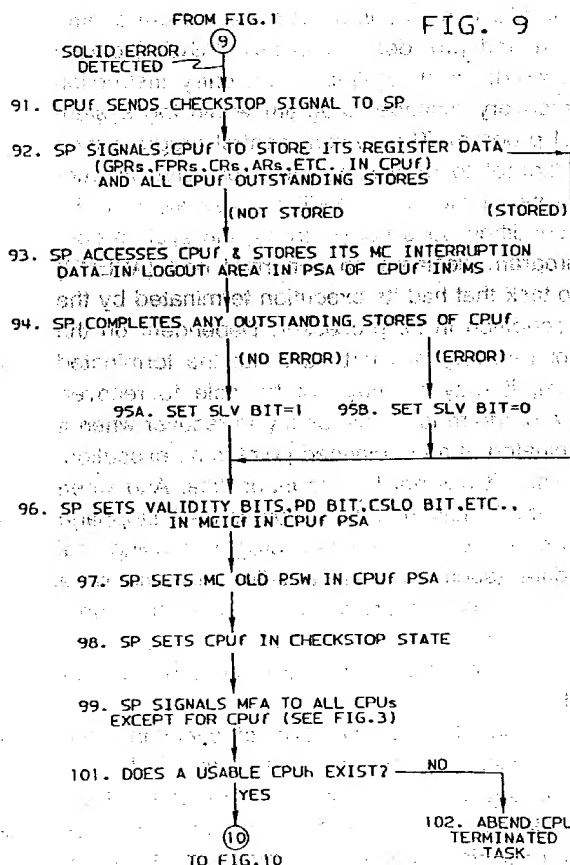 FROM FIG.1
FIG. 9
9
SOLID ERROR
DETECTED
91. CPUf SENDS CHECKSTOP SIGNAL TO SP
92. SP SIGNALS CPUf TO STORE ITS REGISTER DATA
(GPRs.FPRs.CRs.ARs.ETC. IN CPUf)
AND ALL CPUf OUTSTANDING STORES
(NOT STORED
(STORED)
93. SP ACCESSES CPUf & STORES ITS MC INTERRUPTION
DATA IN LOGOUT AREA IN PSA OF CPUf IN MS
94. SP COMPLETES ANY OUTSTANDING STORES OF CPUf
(NO ERROR)
(ERROR)
95A. SET SLV BIT=1
95B. SET SLV BIT=0
96. SP SETS VALIDITY BITS.PD BIT.CSLO BIT.ETC..
IN MCICf IN CPUf PSA
97. SP SETS MC OLD PSW IN CPUf PSA
98. SP SETS CPUf IN CHECKSTOP STATE
99. SP SIGNALS MFA TO ALL CPUs
EXCEPT FOR CPUf (SEE FIG.3)
101. DOES A USABLE CPUh EXIST?
NO
YES
10
TO FIG.10
102. ABEND CPU
TERMINATED
TASK